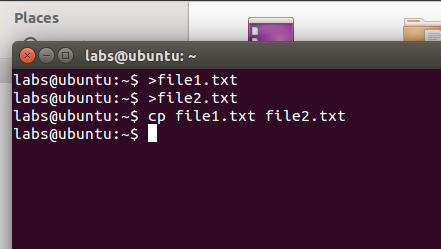 Places
labs@ubuntu: ~
labs@ubuntu:~$ >file1.txt
labs@ubuntu:~$ >file2.txt
labs@ubuntu:~$ cp file1.txt file2.txt
labs@ubuntu:~$